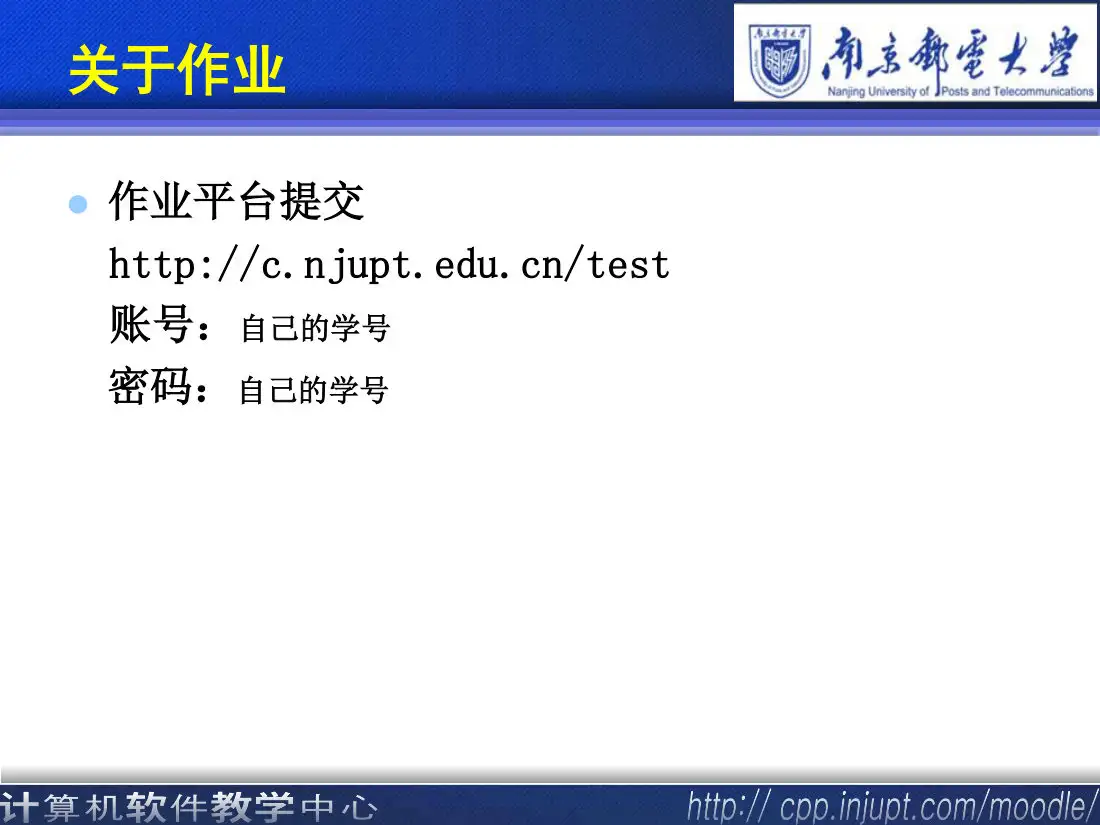 关于作业
南京邮电大学
Nanjing University of Posts and Telecommunications
作业平台提交
http://c.njupt.edu.cn/test
账号：自己的学号
密码：自己的学号
计算机软件教学中心
http:// cpp.injupt.com/moodle/